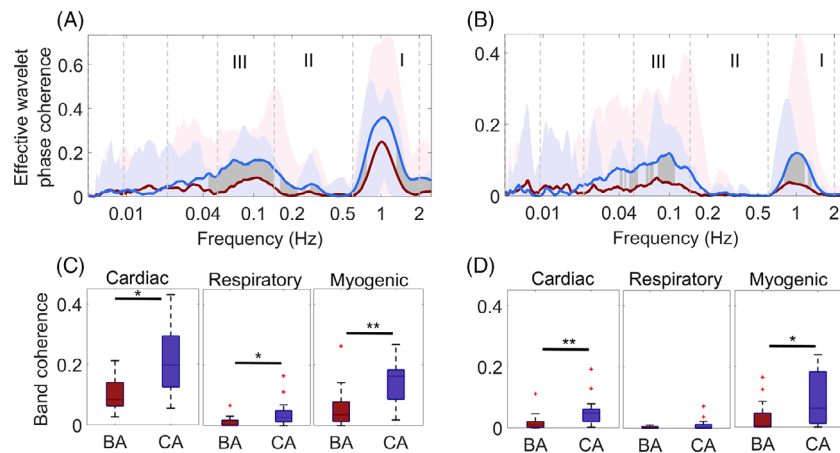 (A)
Effective wavelet
phase coherence
0.6
0.4
0.2
0
III
II
I
0.01
0.04
0.1
0.2
0.5
1
2
Frequency (Hz)
(B)
0.4
0.2
0
III
II
I
0.01
0.04
0.1
0.2
0.5
1
2
Frequency (Hz)
(C)
Band coherence
0.4
0.2
0
Cardiac
Respiratory
Myogenic
*
*
**
BA CA BA CA BA CA
(D)
0.4
0.2
0
Cardiac
Respiratory
Myogenic
**
*
BA CA BA CA BA CA